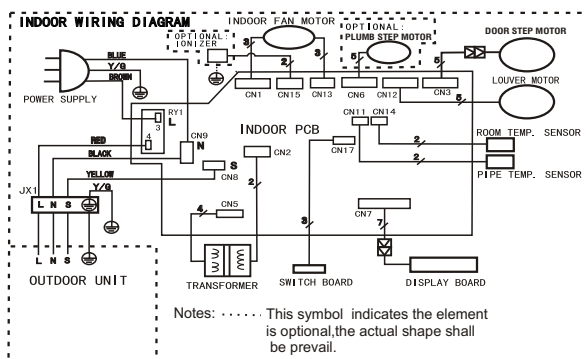 INDOOR WIRING DIAGRAM
INDOOR FAN MOTOR
OPTIONAL:
IONIZER
OPTIONAL:
PLUMB STEP MOTOR
DOOR STEP MOTOR
LOUVER MOTOR
BLUE
Y/G
BROWN
POWER SUPPLY
3
2
3
5
5
5
CN1
CN15
CN13
CN6
CN12
CN3
RY1
3
L
4
CN9
N
INDOOR PCB
CN11
CN14
CN2
CN17
2
ROOM TEMP. SENSOR
2
PIPE TEMP. SENSOR
RED
BLACK
YELLOW
Y/G
S
CN8
2
JX1
L N S
4
CN5
3
CN7
7
L N S
OUTDOOR UNIT
TRANSFORMER
SWITCH BOARD
DISPLAY BOARD
Notes: ······ This symbol indicates the element
is optional,the actual shape shall
be prevail.